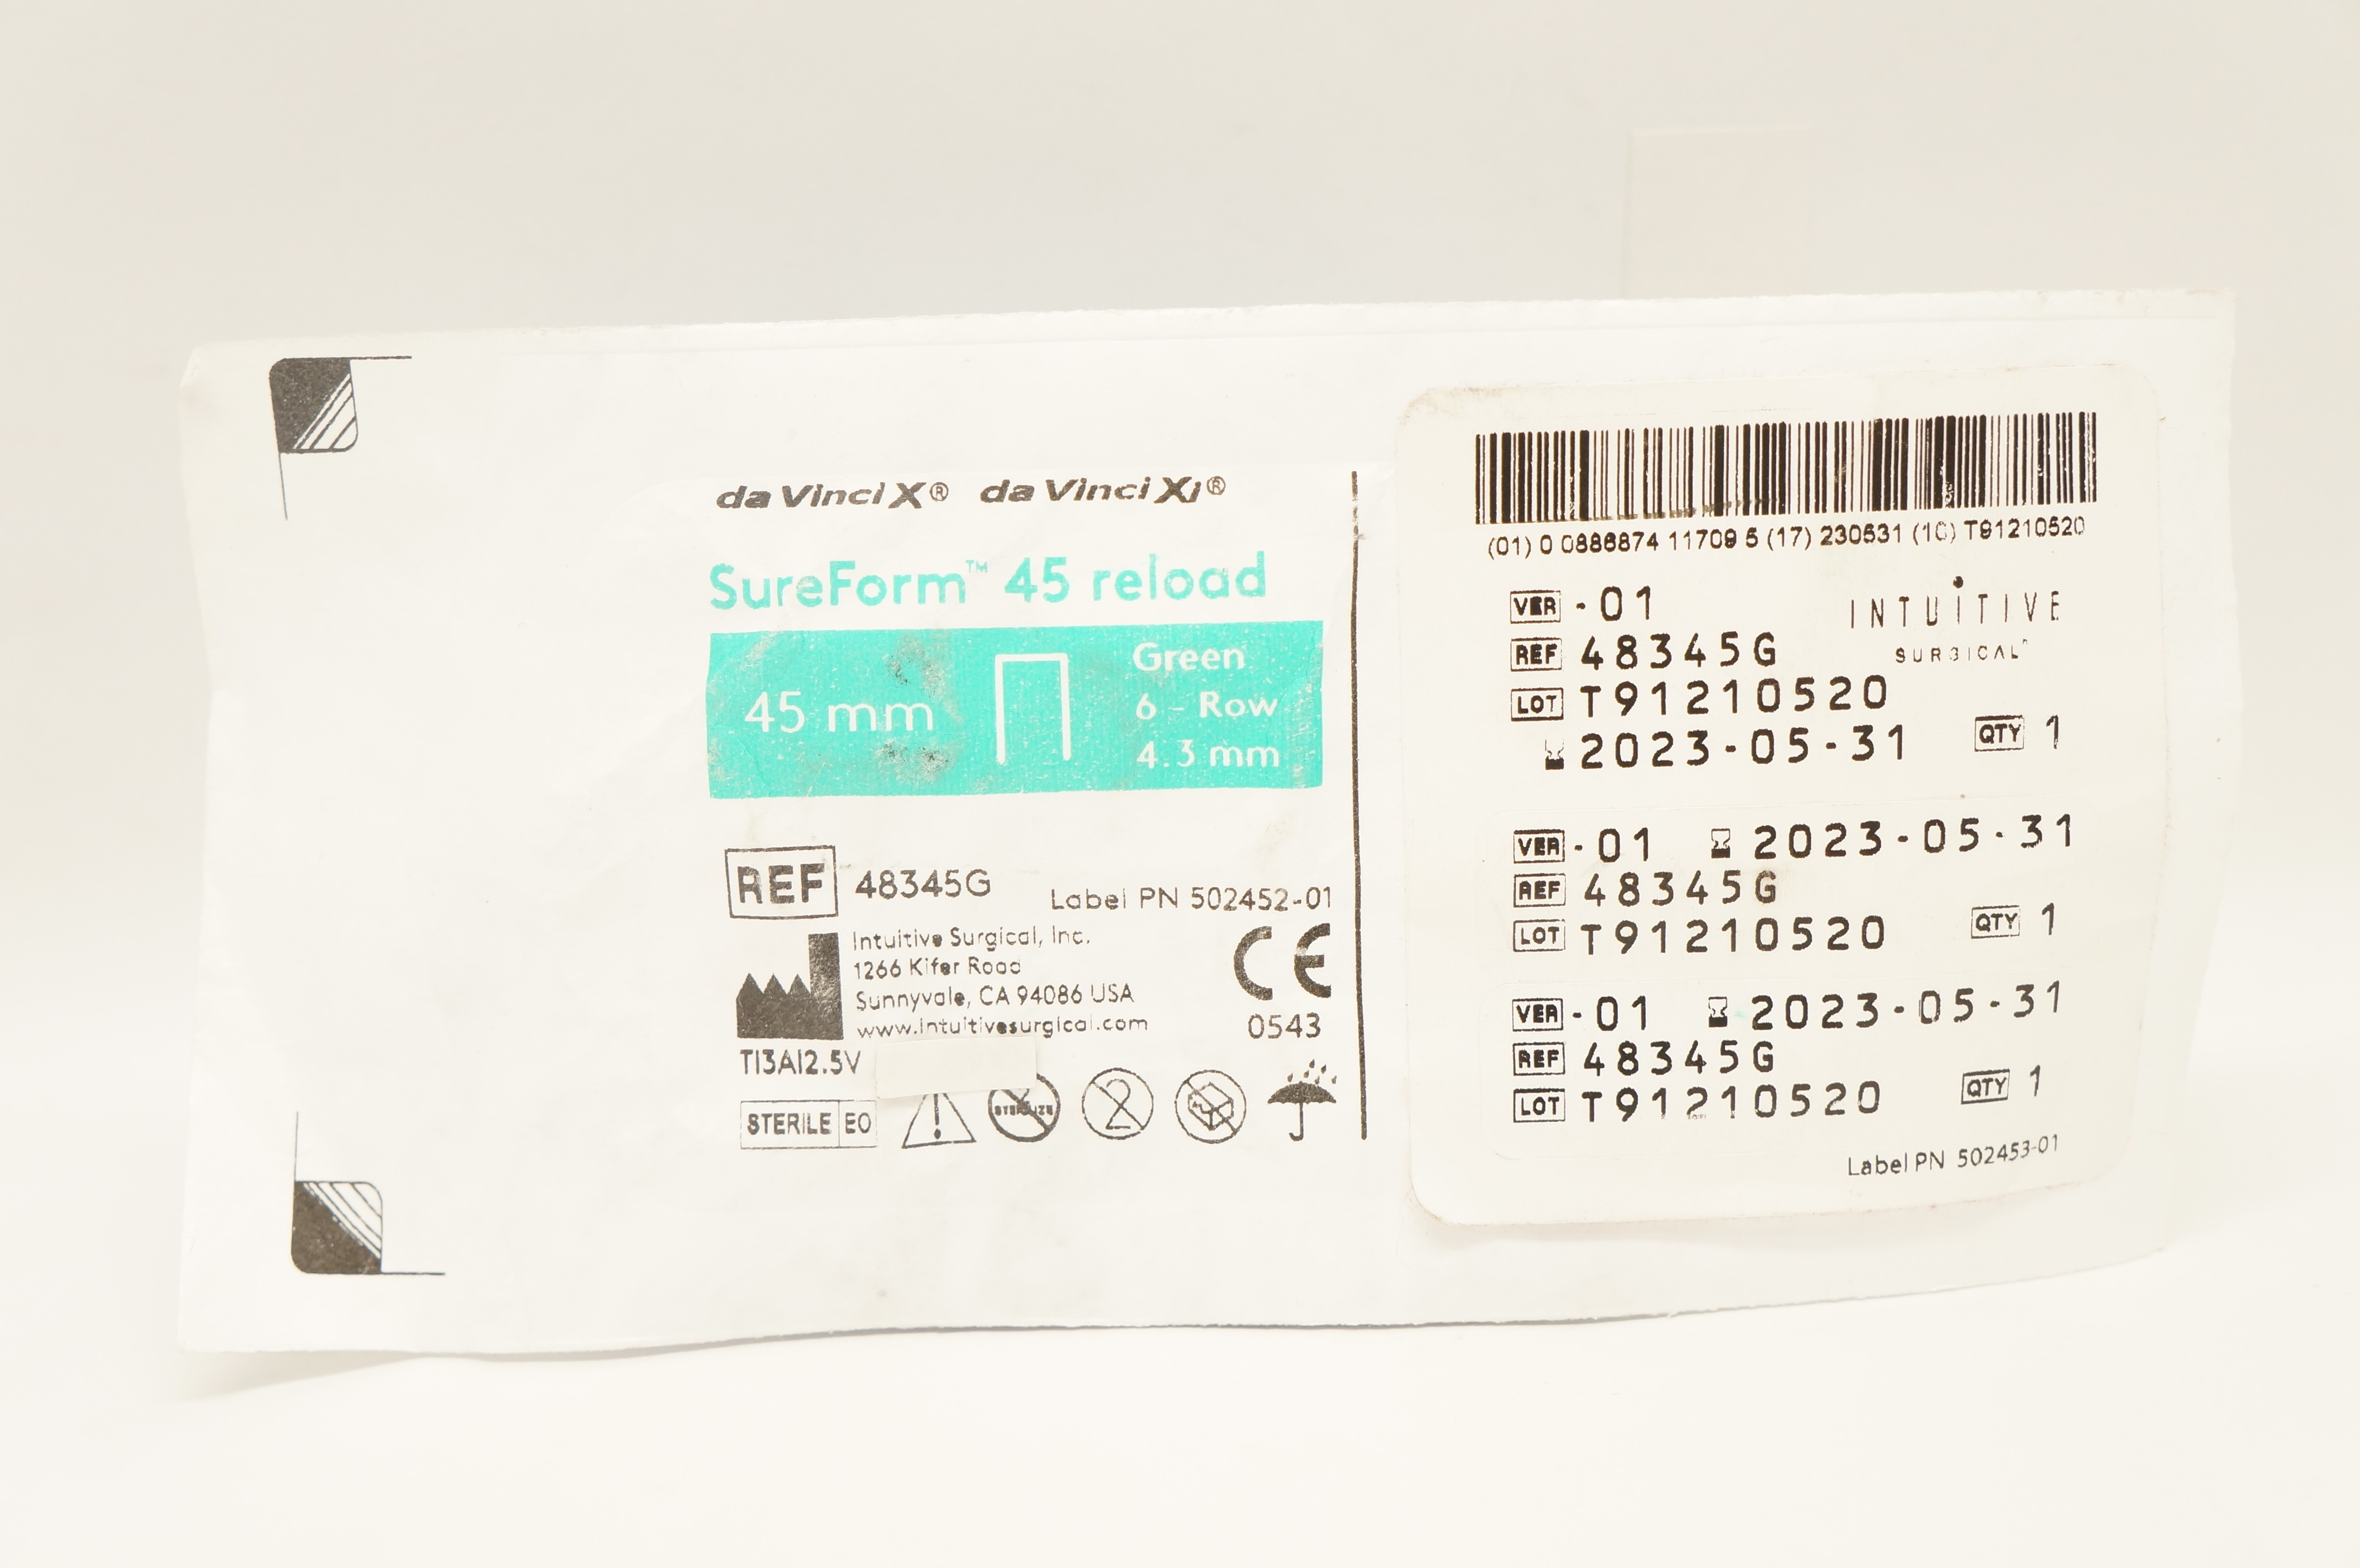 da Vinci X® da Vinci Xi®
SureForm™ 45 reload
45 mm
Green
6 - Row
4.3 mm
REF 48345G
Label PN 502452-01
Intuitive Surgical, Inc.
1266 Kifer Road
Sunnyvale, CA 94086 USA
www.intuitivesurgical.com
CE
0543
TI3AI2.5V
STERILE EO
STERILIZE
2
(01) 0 0886874 11709 5 (17) 230531 (10) T91210520
VER -01
INTUITIVE
SURGICAL™
REF 48345G
LOT T91210520
2023-05-31 QTY 1
VER -01 2023-05-31
REF 48345G
LOT T91210520 QTY 1
VER -01 2023-05-31
REF 48345G
LOT T91210520 QTY 1
Label PN 502453-01